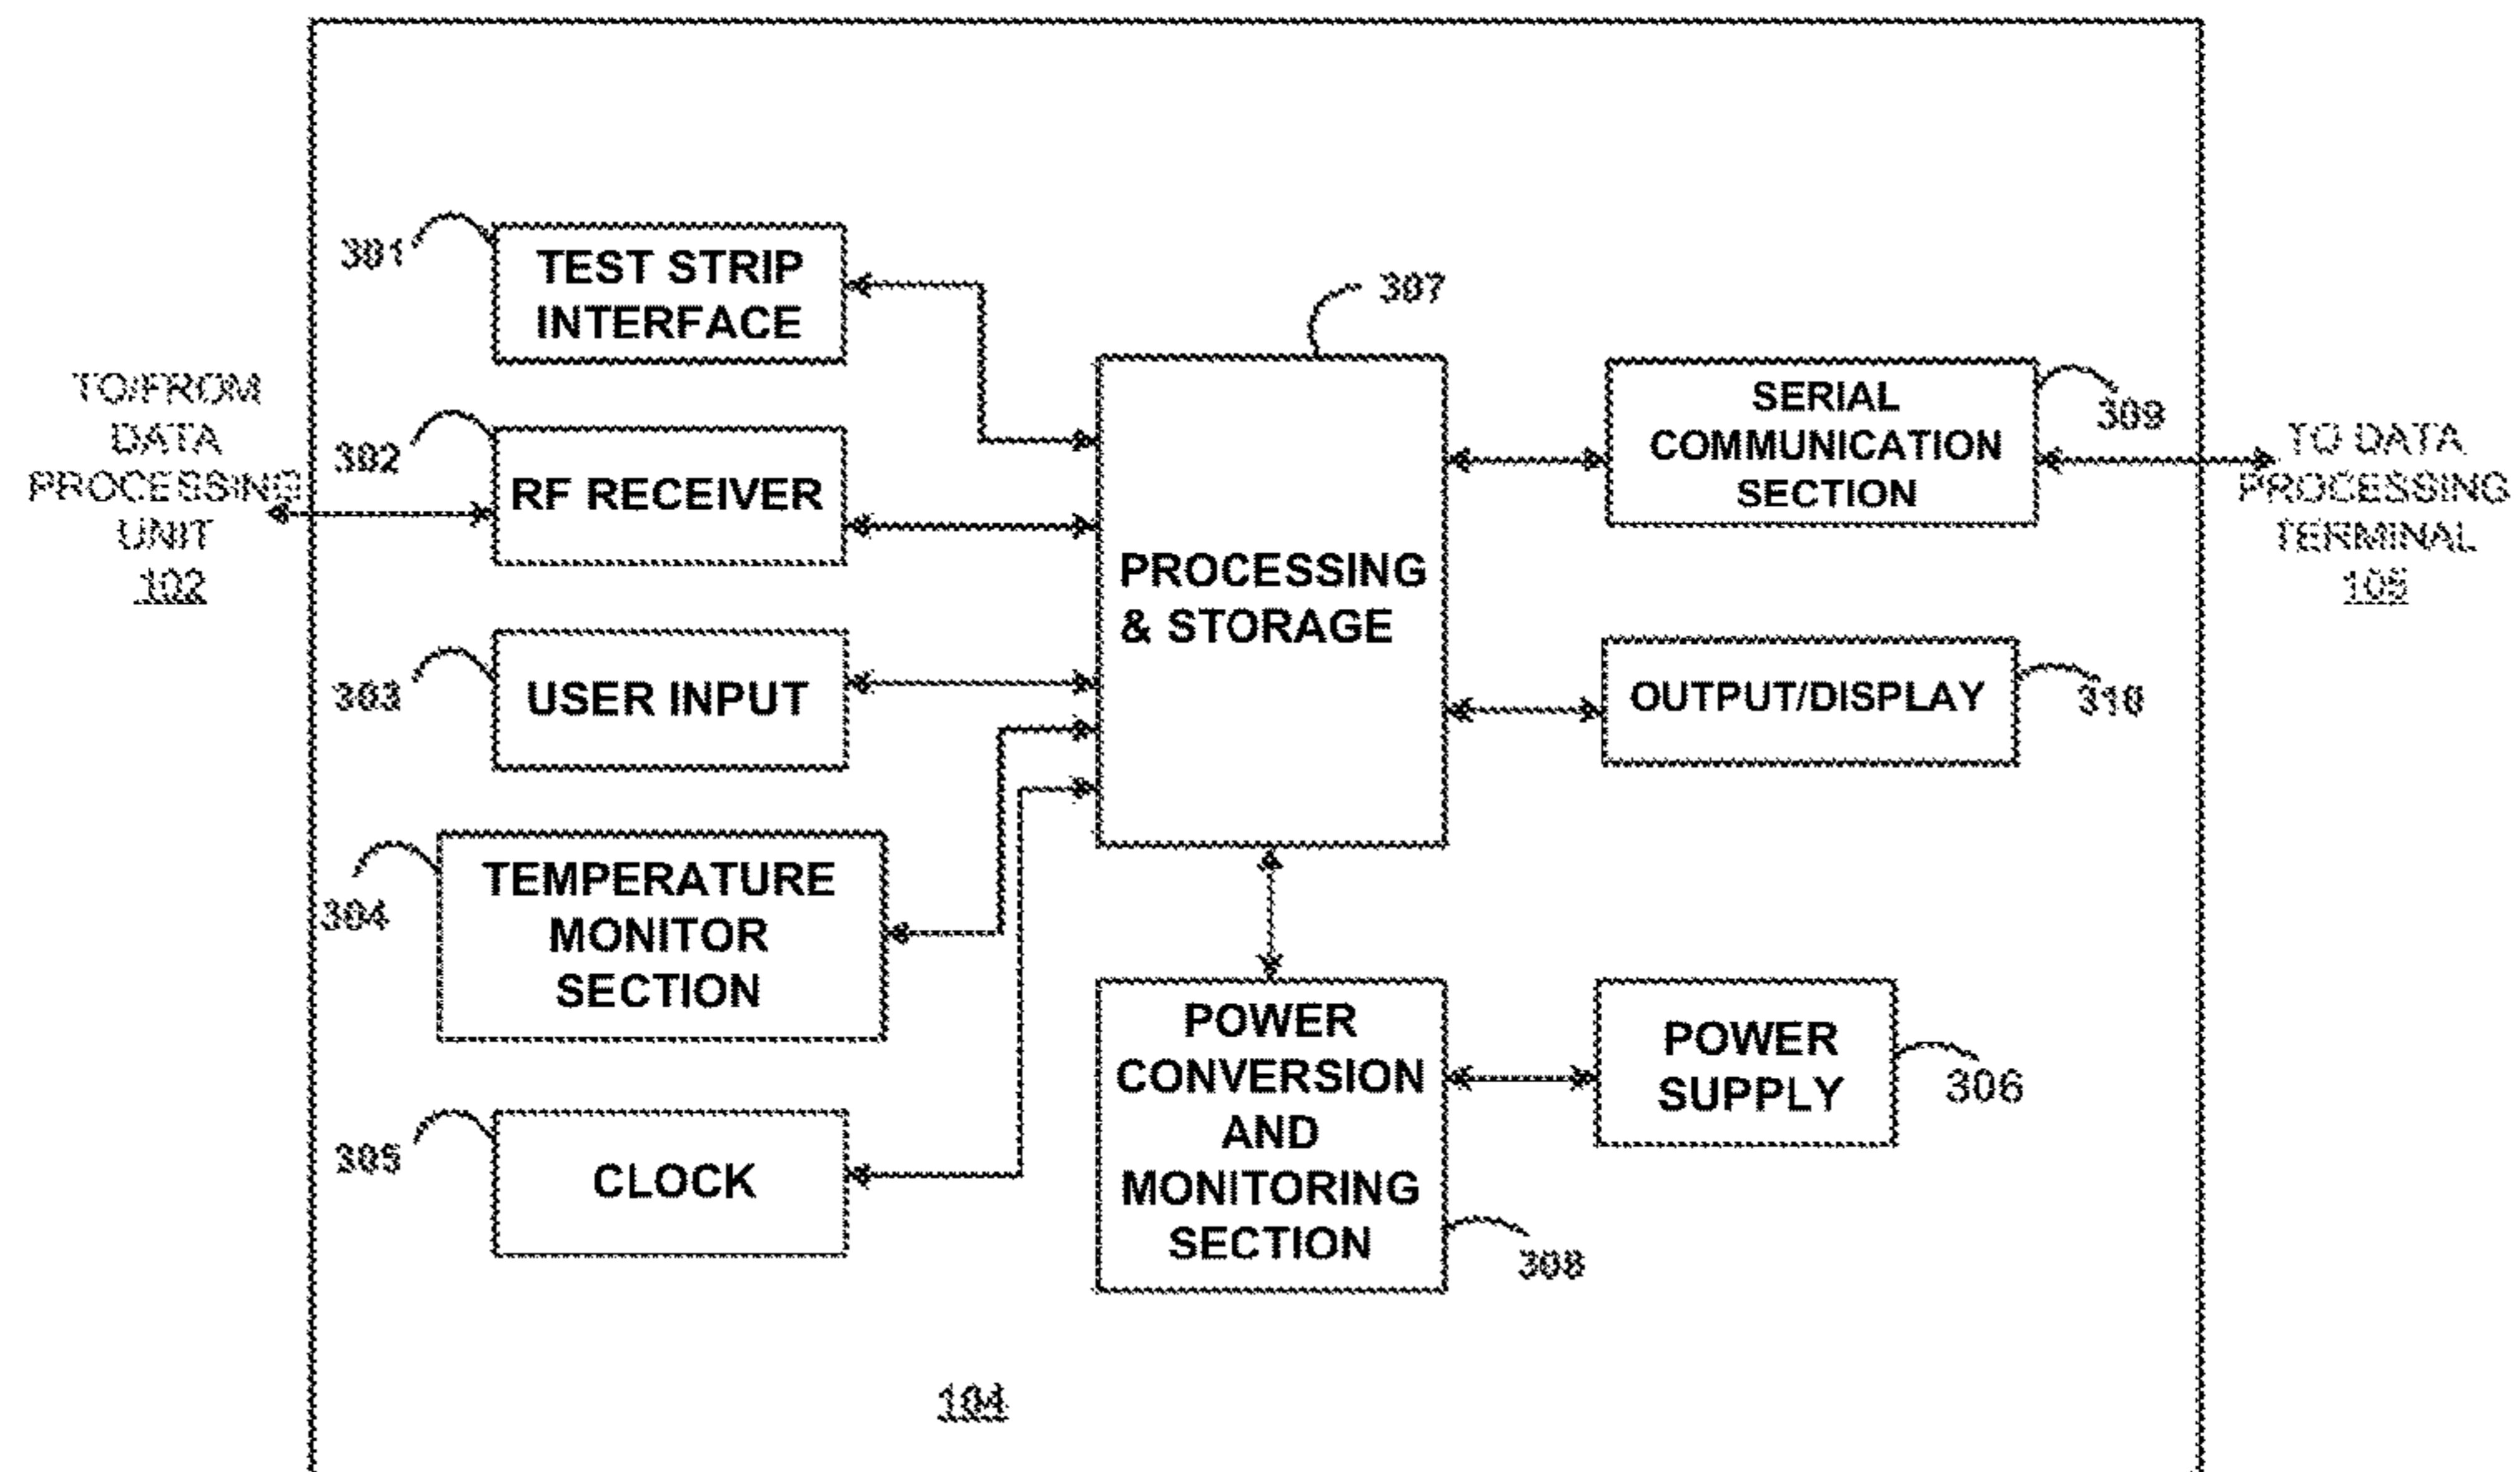 301
TEST STRIP
INTERFACE
307
TO/FROM
DATA
PROCESSING
UNIT
102
302
RF RECEIVER
SERIAL
COMMUNICATION
SECTION
309
TO DATA
PROCESSING
TERMINAL
105
PROCESSING
& STORAGE
303
USER INPUT
OUTPUT/DISPLAY
310
304
TEMPERATURE
MONITOR
SECTION
POWER
CONVERSION
AND
MONITORING
SECTION
308
POWER
SUPPLY
306
305
CLOCK
104